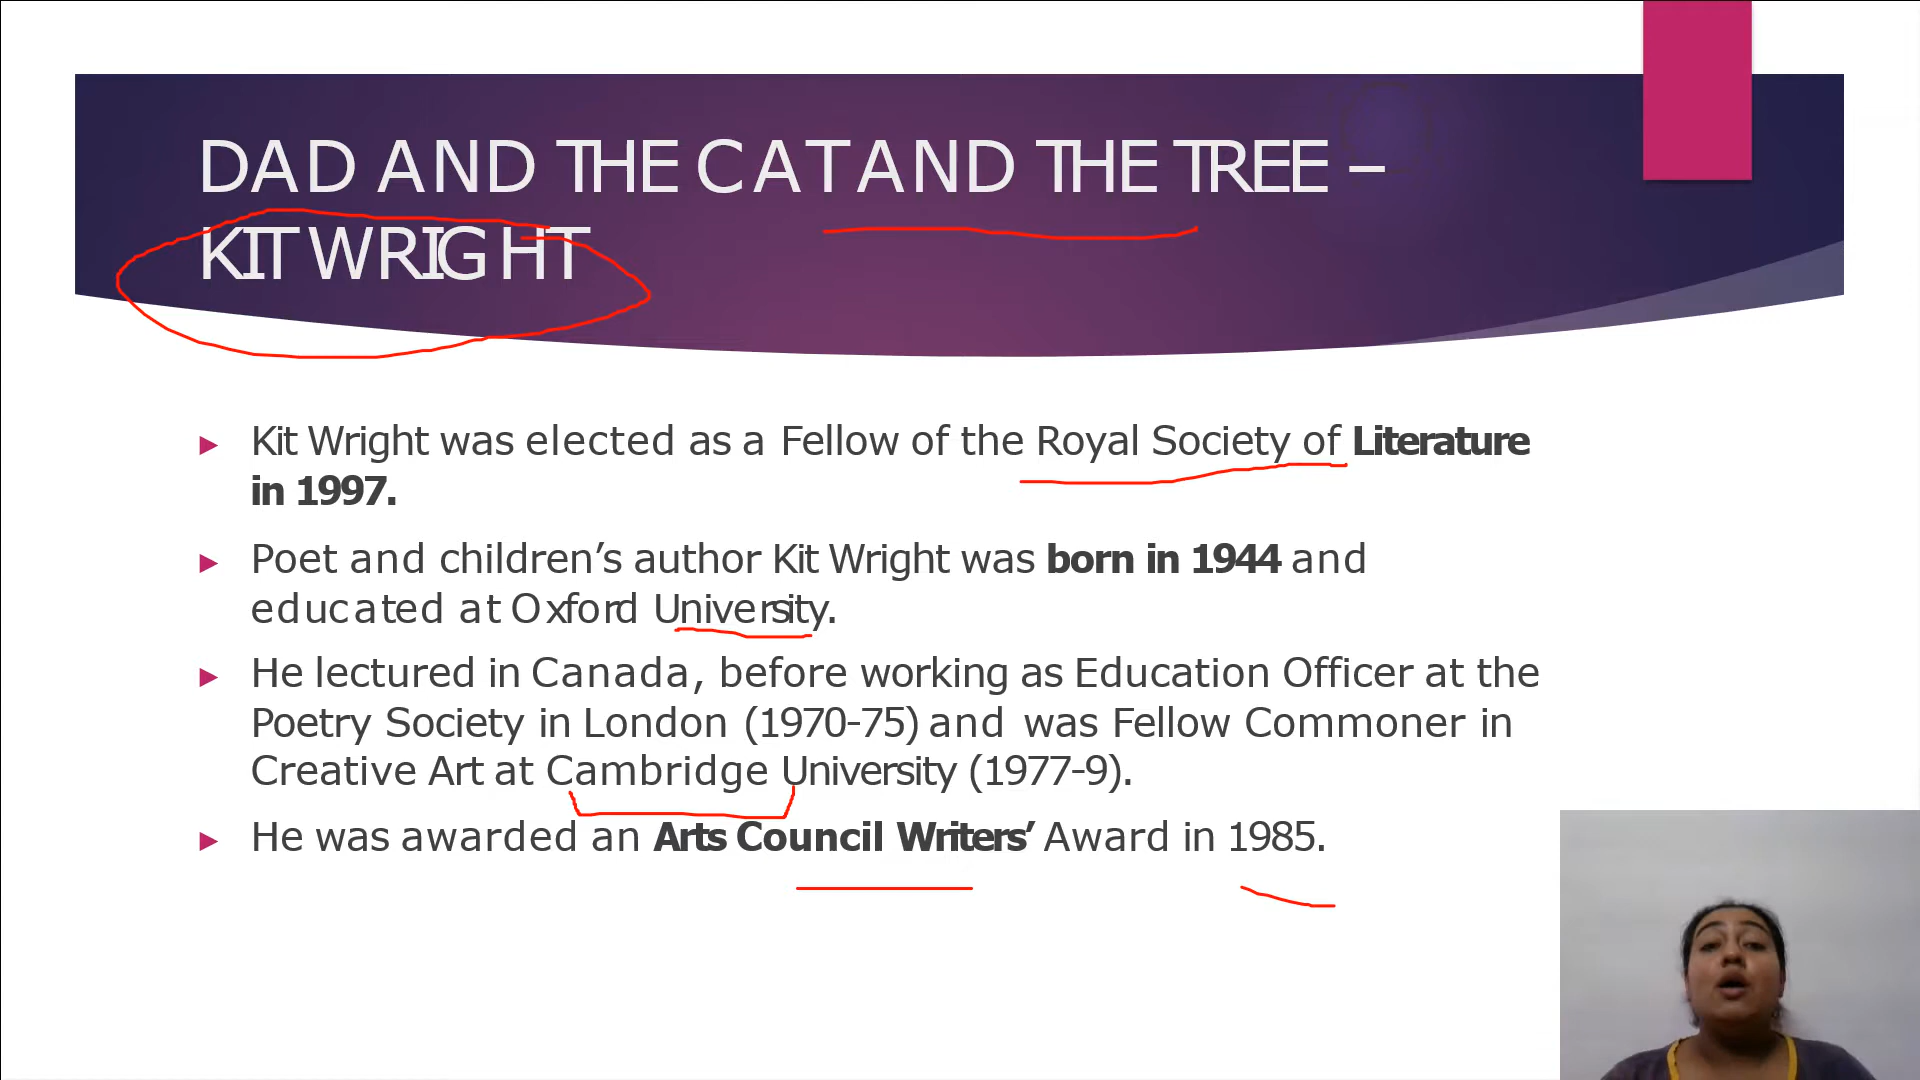 DAD AND THE CAT AND THE TREE –
KIT WRIGHT
Kit Wright was elected as a Fellow of the Royal Society of Literature
in 1997.
Poet and children’s author Kit Wright was born in 1944 and
educated at Oxford University.
He lectured in Canada, before working as Education Officer at the
Poetry Society in London (1970-75) and was Fellow Commoner in
Creative Art at Cambridge University (1977-9).
He was awarded an Arts Council Writers’ Award in 1985.